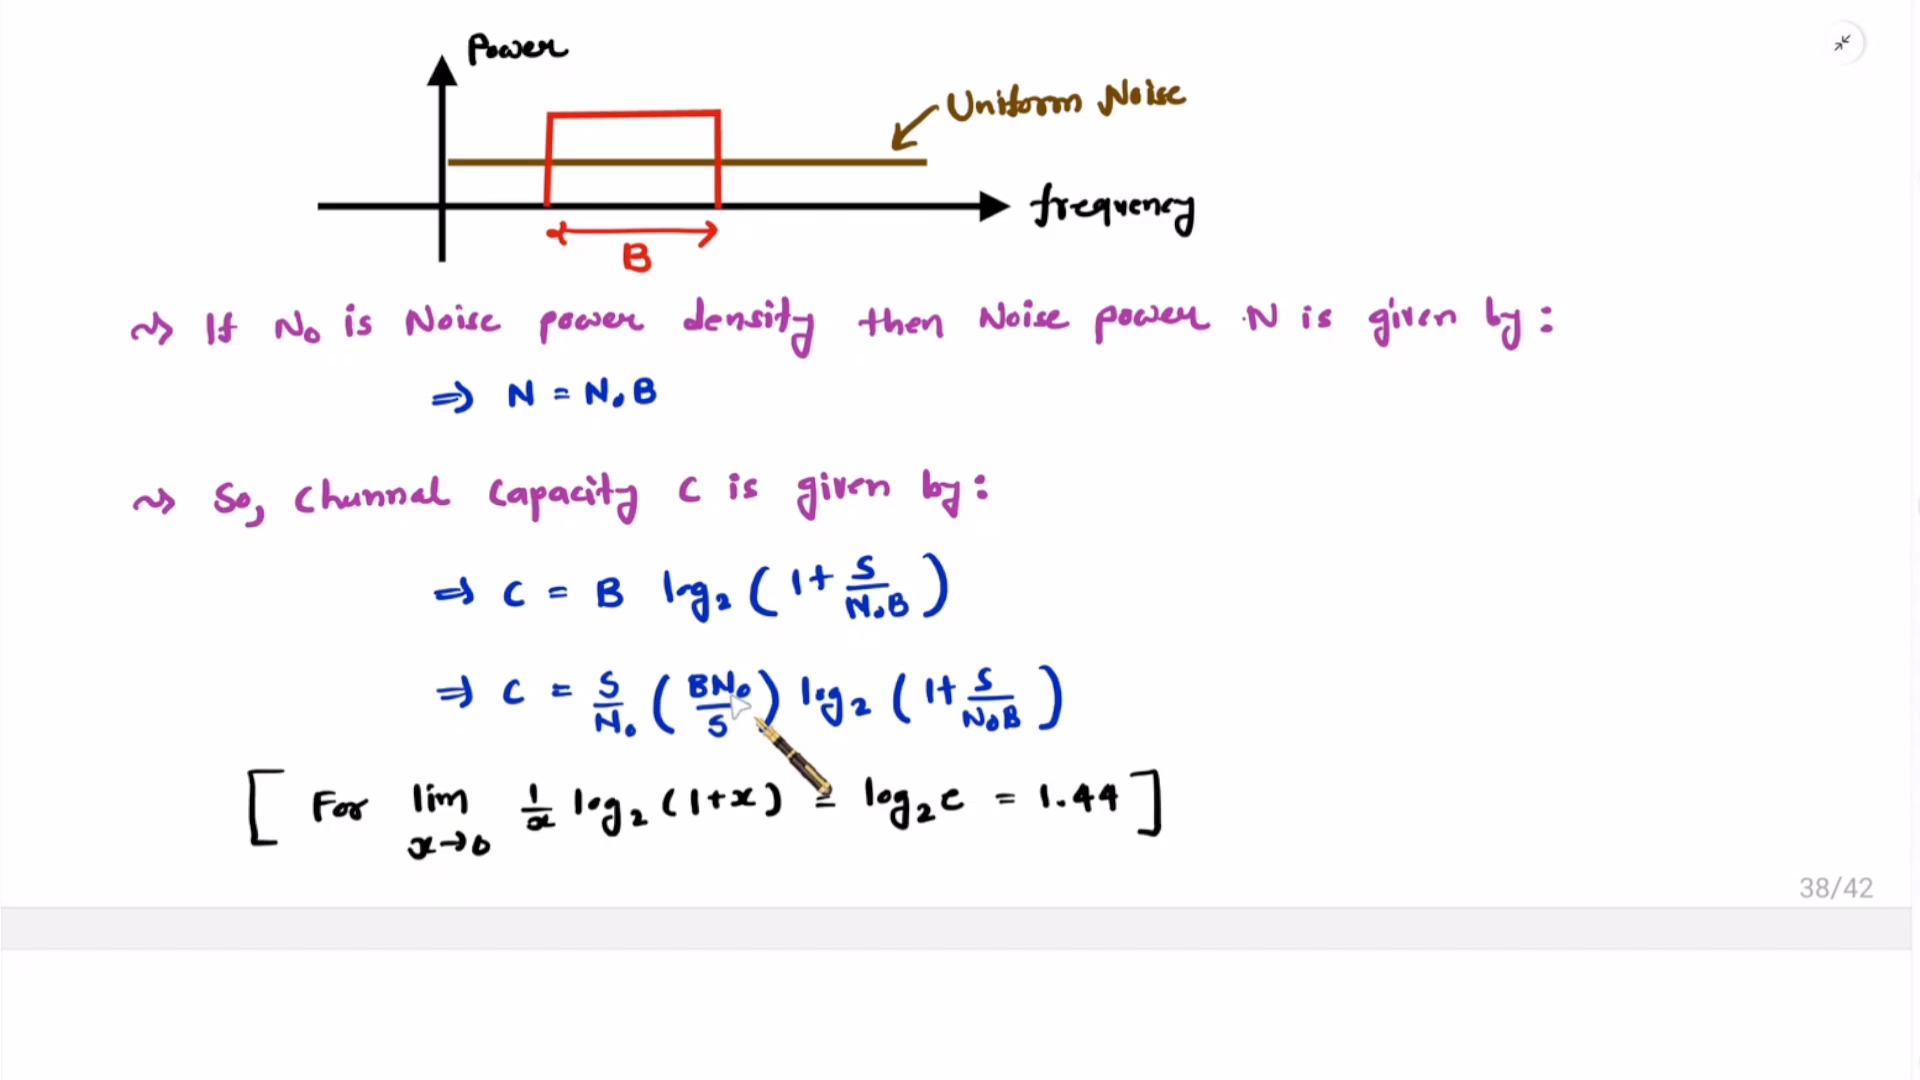 Power
Uniform Noise
frequency
B
~> If N₀ is Noise power density then Noise power N is given by:
⇒ N = N₀B
~> So, Chunnal Capacity C is given by:
⇒ C = B log₂ (1+ S/N₀B)
⇒ C = S/N₀ (BN₀/S) log₂ (1+ S/N₀B)
[ For lim x→0 1/x log₂ (1+x) = log₂e = 1.44 ]
38/42